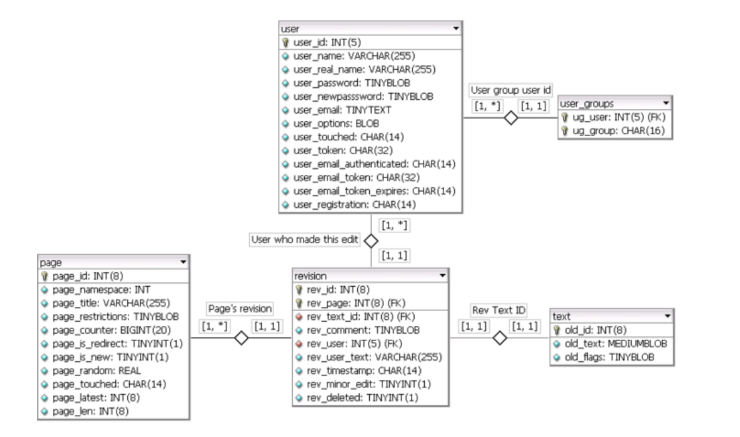 user
user_id: INT(5)
user_name: VARCHAR(255)
user_real_name: VARCHAR(255)
user_password: TINYBLOB
user_newpasssword: TINYBLOB
user_email: TINYTEXT
user_options: BLOB
user_touched: CHAR(14)
user_token: CHAR(32)
user_email_authenticated: CHAR(14)
user_email_token: CHAR(32)
user_email_token_expires: CHAR(14)
user_registration: CHAR(14)
User group user id
[1, *] [1, 1]
user_groups
ug_user: INT(5) (FK)
ug_group: CHAR(16)
[1, *]
User who made this edit
[1, 1]
page
page_id: INT(8)
page_namespace: INT
page_title: VARCHAR(255)
page_restrictions: TINYBLOB
page_counter: BIGINT(20)
page_is_redirect: TINYINT(1)
page_is_new: TINYINT(1)
page_random: REAL
page_touched: CHAR(14)
page_latest: INT(8)
page_len: INT(8)
Page's revision
[1, *] [1, 1]
revision
rev_id: INT(8)
rev_page: INT(8) (FK)
rev_text_id: INT(8) (FK)
rev_comment: TINYBLOB
rev_user: INT(5) (FK)
rev_user_text: VARCHAR(255)
rev_timestamp: CHAR(14)
rev_minor_edit: TINYINT(1)
rev_deleted: TINYINT(1)
Rev Text ID
[1, 1] [1, 1]
text
old_id: INT(8)
old_text: MEDIUMBLOB
old_flags: TINYBLOB